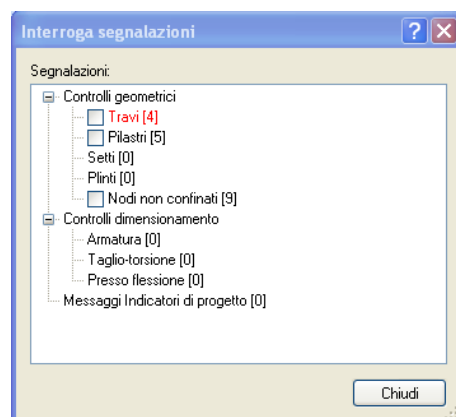 Interroga segnalazioni
Segnalazioni:
Controlli geometrici
Travi [4]
Pilastri [5]
Setti [0]
Plinti [0]
Nodi non confinati [9]
Controlli dimensionamento
Armatura [0]
Taglio-torsione [0]
Presso flessione [0]
Messaggi Indicatori di progetto [0]
Chiudi